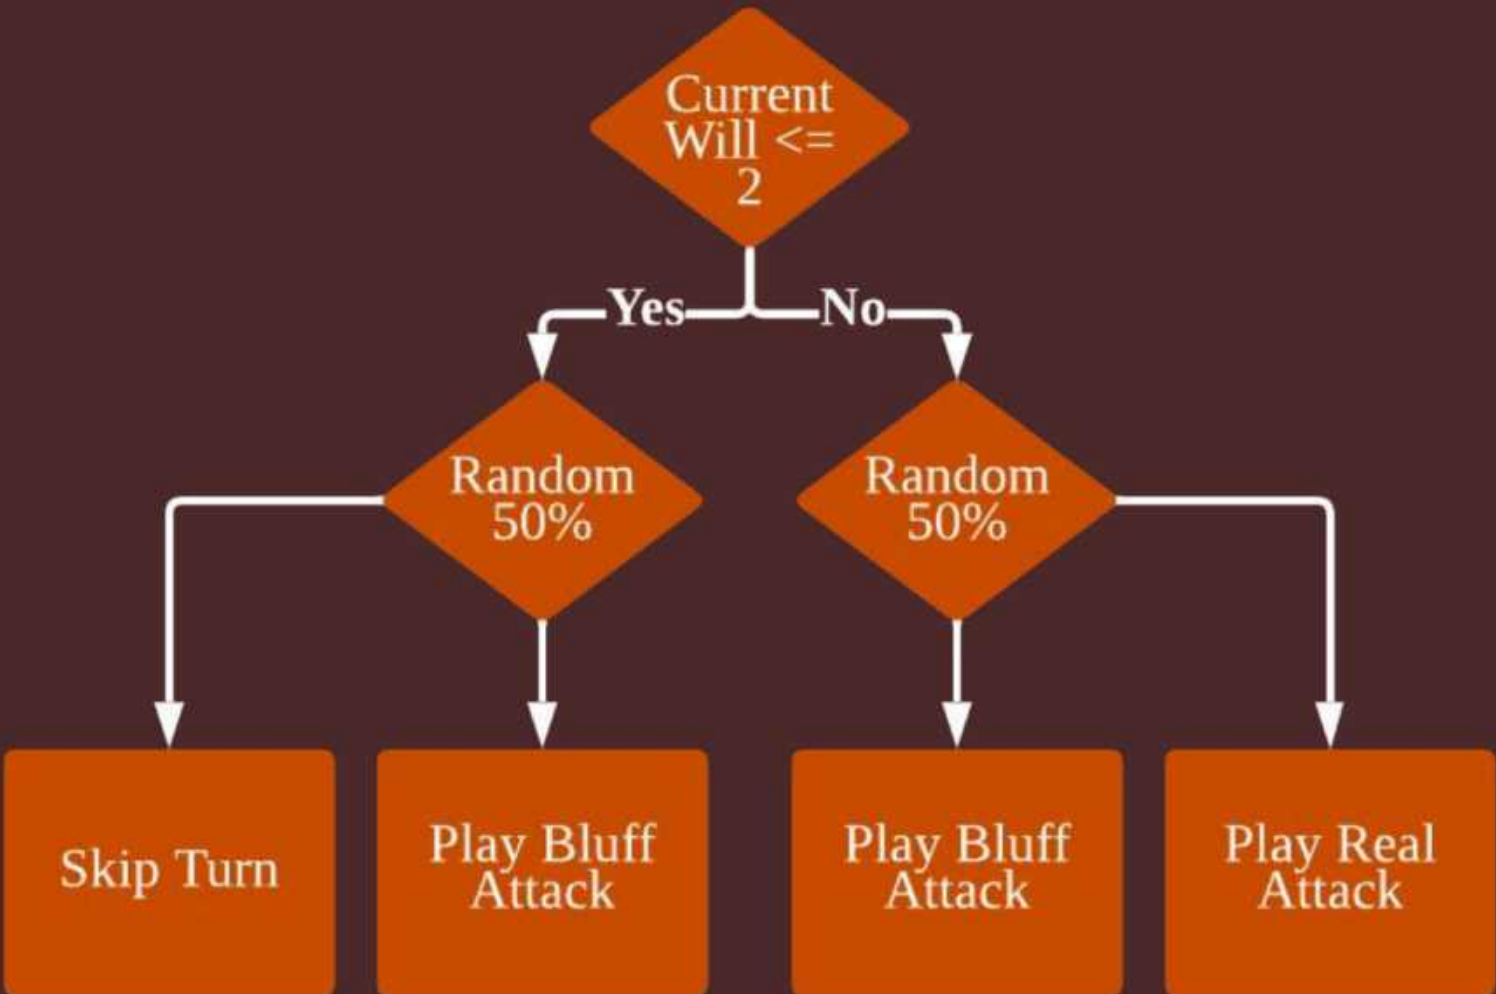 Current
Will <=
2
Yes
No
Random
50%
Random
50%
Skip Turn
Play Bluff
Attack
Play Bluff
Attack
Play Real
Attack